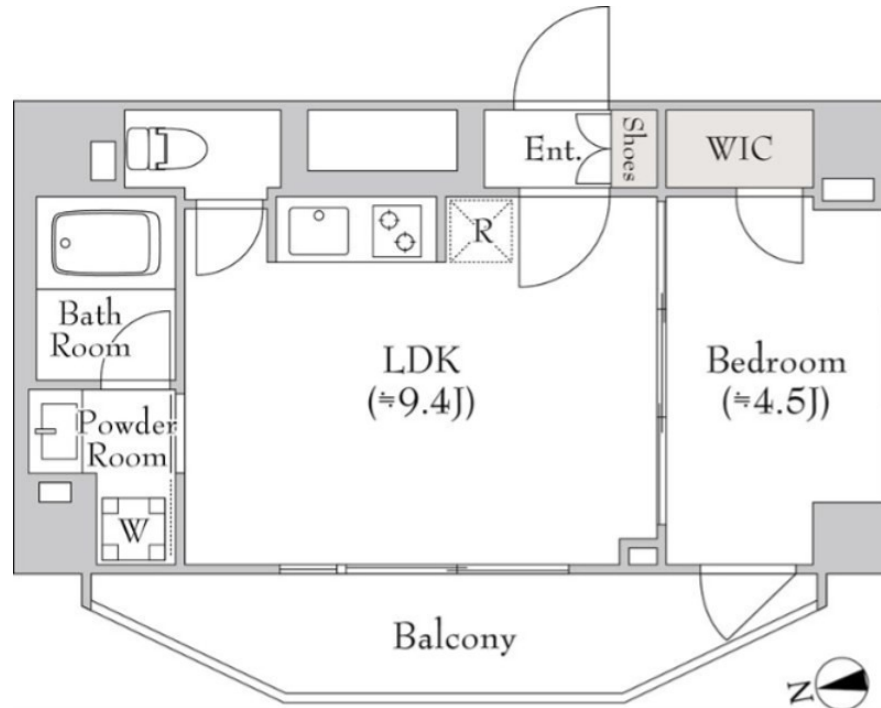 Ent.
Shoes
WIC
R
Bath
Room
LDK
(≒9.4J)
Bedroom
(≒4.5J)
Powder
Room
W
Balcony
N